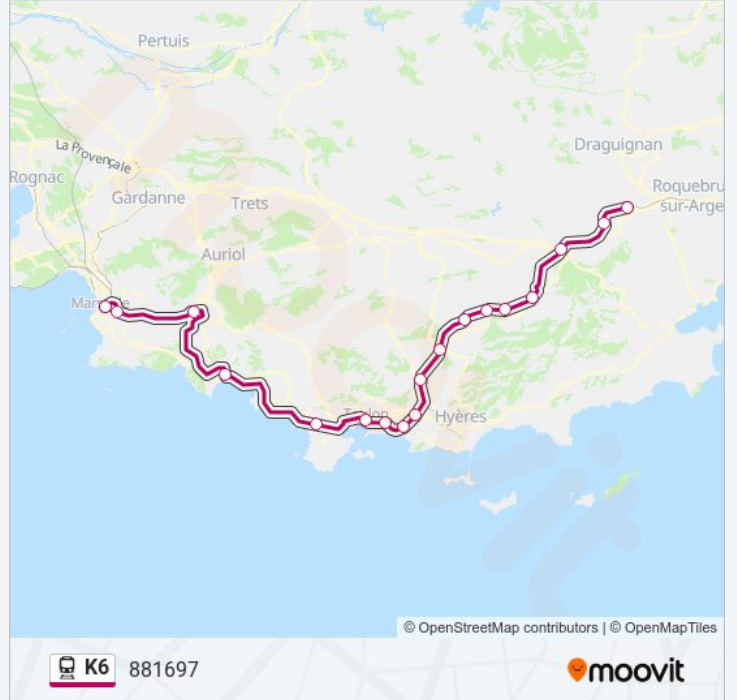 Pertuis
La Provençale
Draguignan
Rognac
Gardanne
Trets
Roquebru
sur-Arge
Auriol
Hyères
© OpenStreetMap contributors | © OpenMapTiles
K6 881697
moovit